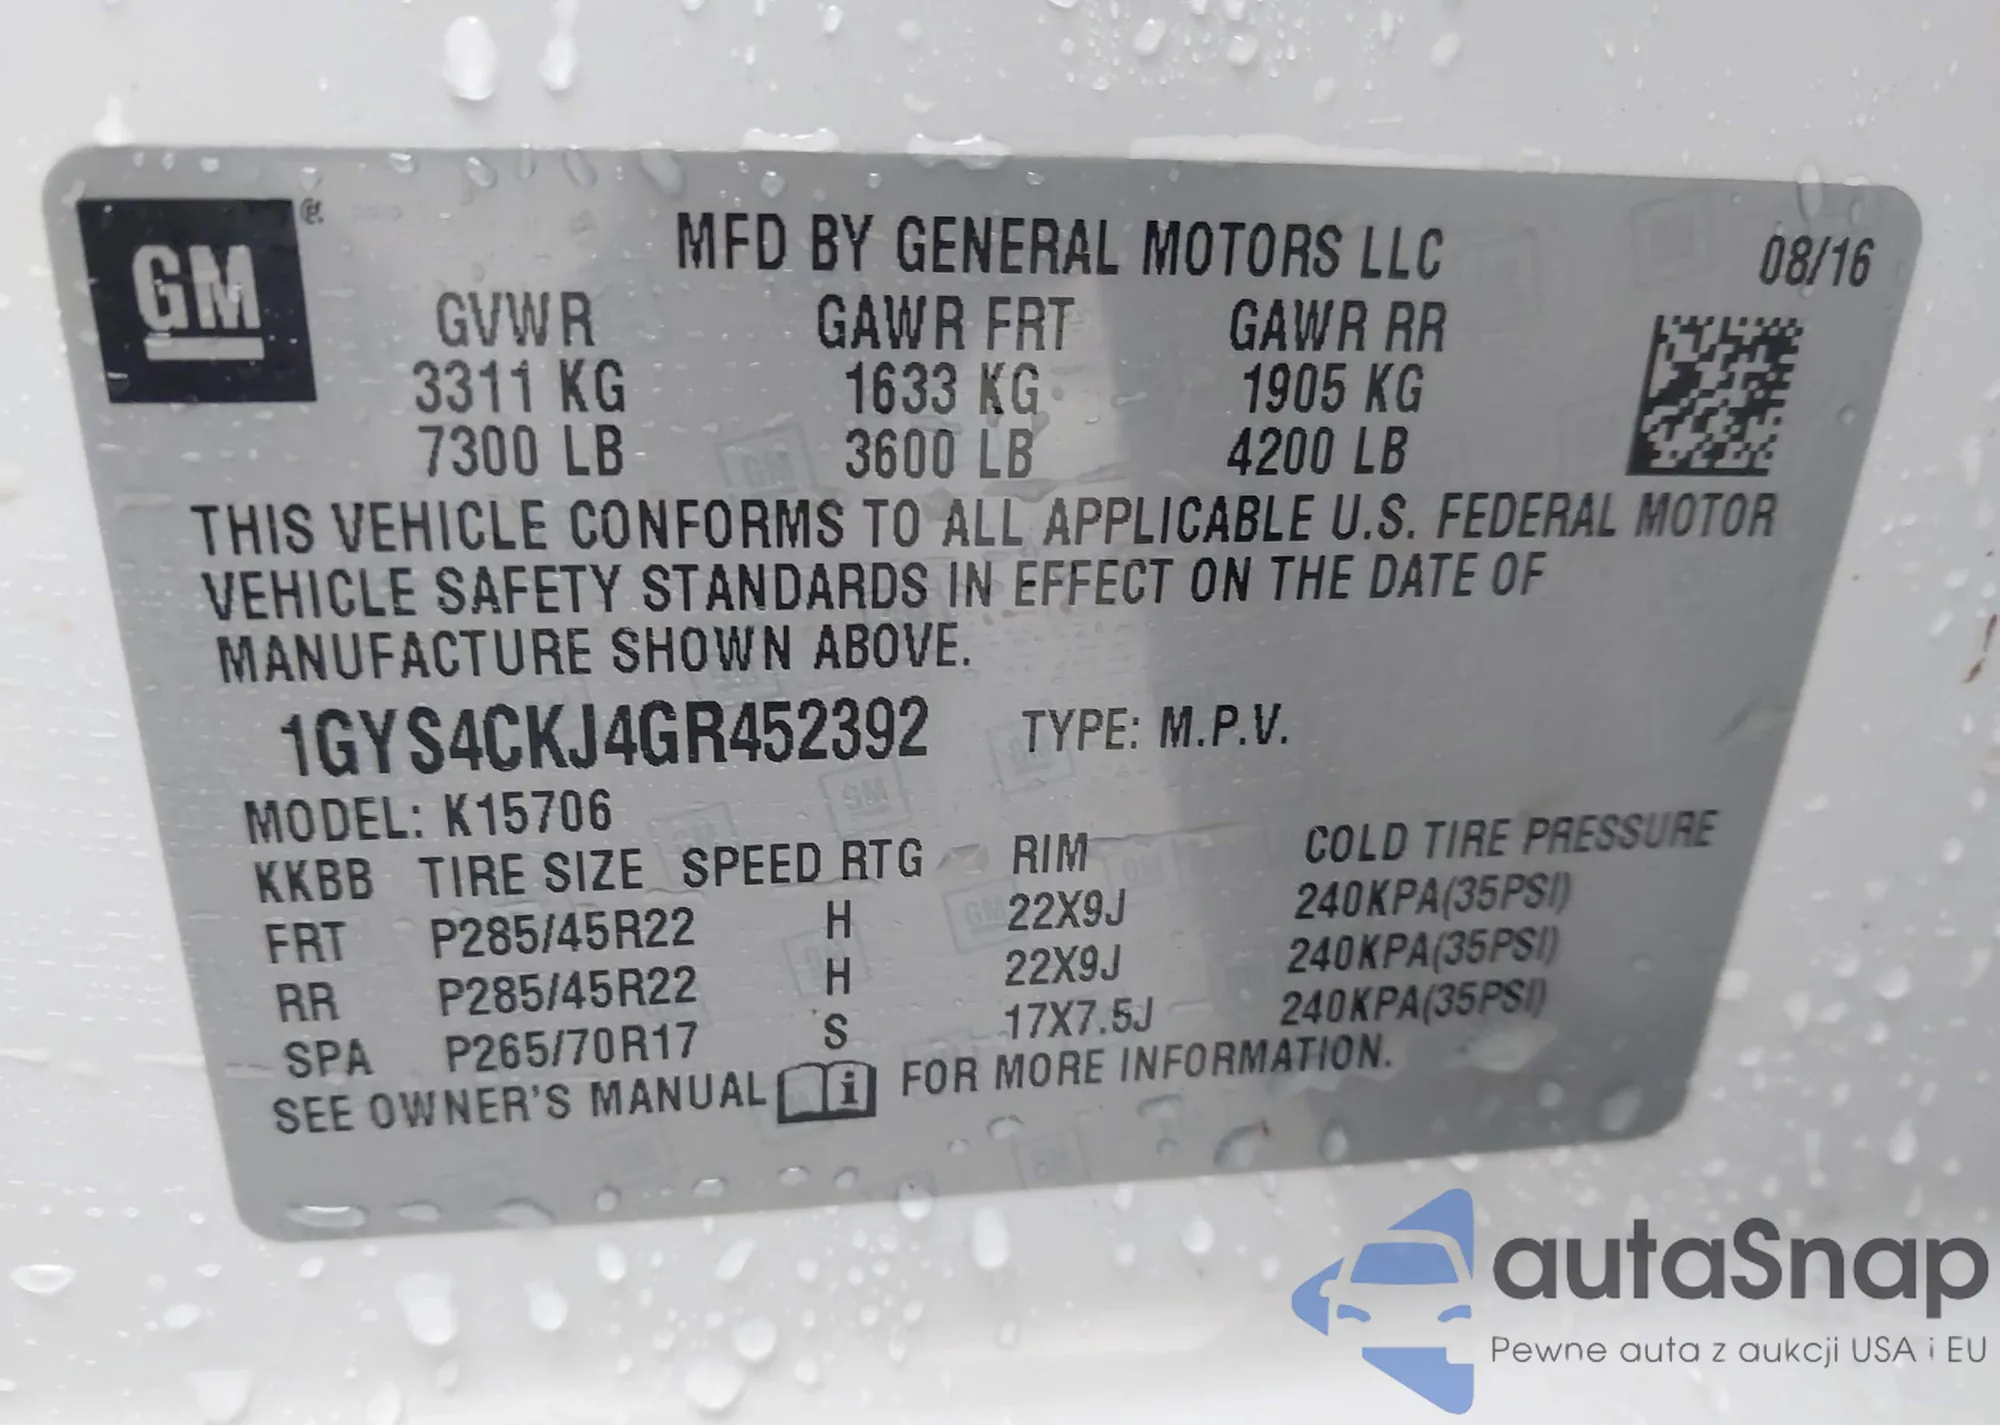 GM
MFD BY GENERAL MOTORS LLC 08/16
GVWR GAWR FRT GAWR RR
3311 KG 1633 KG 1905 KG
7300 LB 3600 LB 4200 LB
THIS VEHICLE CONFORMS TO ALL APPLICABLE U.S. FEDERAL MOTOR
VEHICLE SAFETY STANDARDS IN EFFECT ON THE DATE OF
MANUFACTURE SHOWN ABOVE.
1GYS4CKJ4GR452392 TYPE: M.P.V.
MODEL: K15706
KKBB TIRE SIZE SPEED RTG RIM COLD TIRE PRESSURE
FRT P285/45R22 H 22X9J 240KPA(35PSI)
RR P285/45R22 H 22X9J 240KPA(35PSI)
SPA P265/70R17 S 17X7.5J 240KPA(35PSI)
SEE OWNER'S MANUAL i FOR MORE INFORMATION.
autaSnap
Pewne auta z aukcji USA i EU